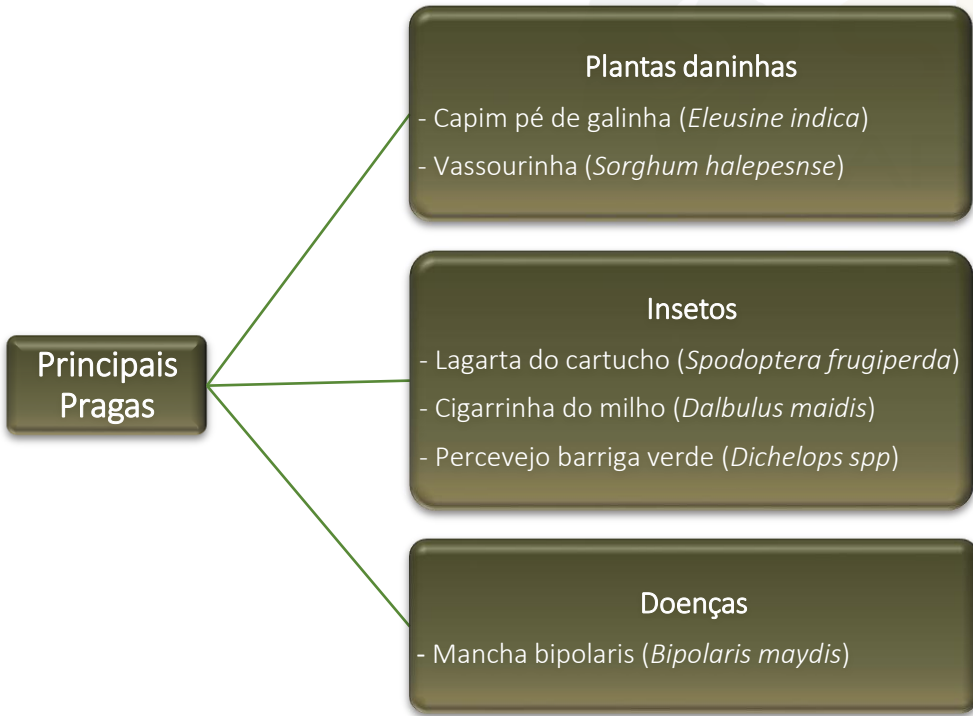 Plantas daninhas
- Capim pé de galinha (Eleusine indica)
- Vassourinha (Sorghum halepesnse)
Insetos
- Lagarta do cartucho (Spodoptera frugiperda)
- Cigarrinha do milho (Dalbulus maidis)
- Percevejo barriga verde (Dichelops spp)
Principais
Pragas
Doenças
- Mancha bipolaris (Bipolaris maydis)